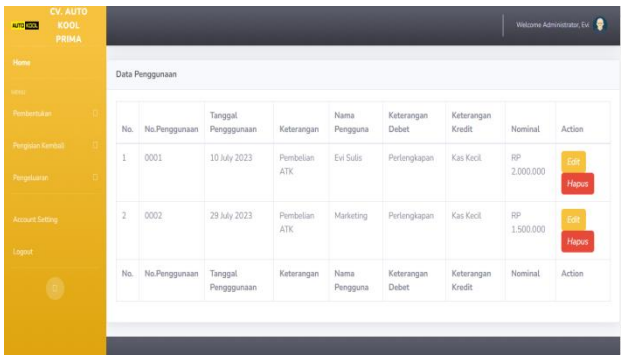 CV. AUTO
AUTO KOOL KOOL
PRIMA
Welcome Administrator, Evi
Home
MENU
Pembentukan
Pengisian Kembali
Pengeluaran
Account Setting
Logout
Data Penggunaan
No. No.Penggunaan Tanggal Pengggunaan Keterangan Nama Pengguna Keterangan Debet Keterangan Kredit Nominal Action
1 0001 10 July 2023 Pembelian ATK Evi Sulis Perlengkapan Kas Kecil RP 2.000.000 Edit Hapus
2 0002 29 July 2023 Pembelian ATK Marketing Perlengkapan Kas Kecil RP 1.500.000 Edit Hapus
No. No.Penggunaan Tanggal Pengggunaan Keterangan Nama Pengguna Keterangan Debet Keterangan Kredit Nominal Action